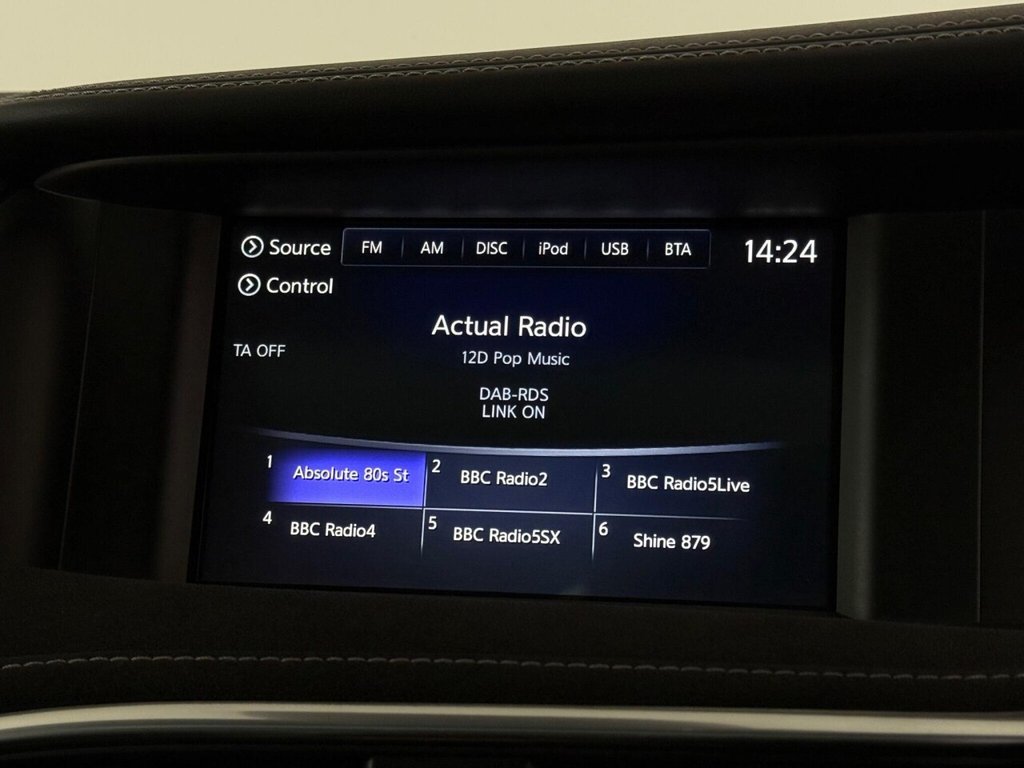 Source FM AM DISC iPod USB BTA 14:24
Control
Actual Radio
TA OFF
12D Pop Music
DAB-RDS
LINK ON
1 Absolute 80s St 2 BBC Radio2 3 BBC Radio5Live
4 BBC Radio4 5 BBC Radio5SX 6 Shine 879